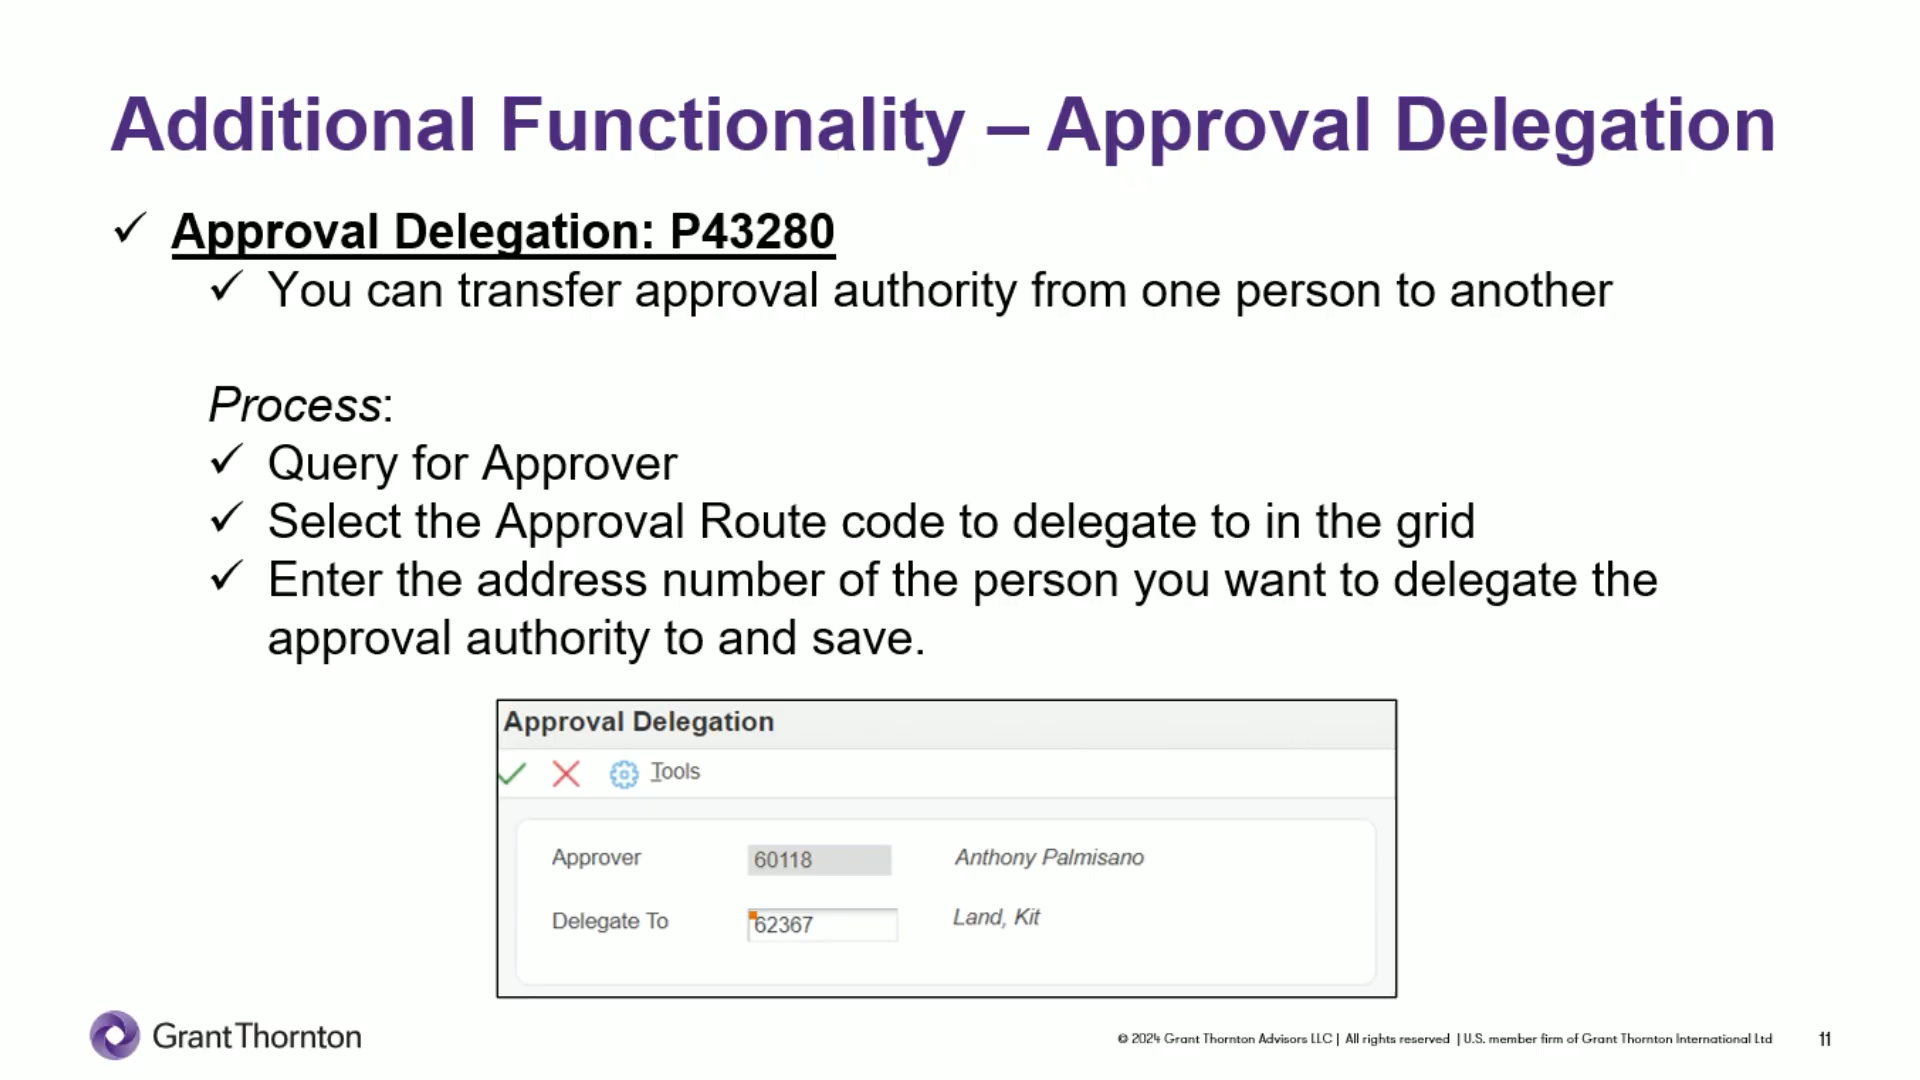 Additional Functionality – Approval Delegation
✓ Approval Delegation: P43280
✓ You can transfer approval authority from one person to another
Process:
✓ Query for Approver
✓ Select the Approval Route code to delegate to in the grid
✓ Enter the address number of the person you want to delegate the
approval authority to and save.
Approval Delegation
Tools
Approver 60118 Anthony Palmisano
Delegate To 62367 Land, Kit
GrantThornton
© 2024 Grant Thornton Advisors LLC | All rights reserved | U.S. member firm of Grant Thornton International Ltd 11